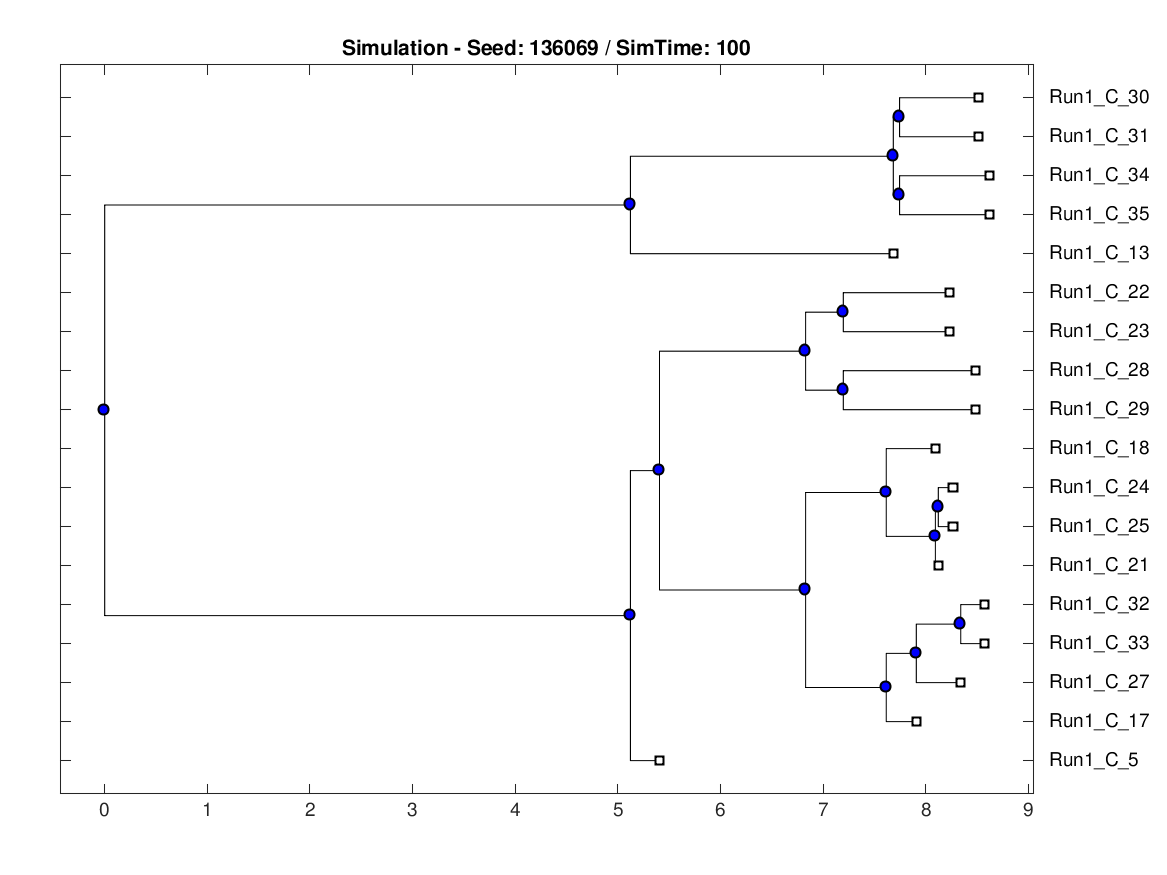 Simulation - Seed: 136069 / SimTime: 100
Run1_C_30
Run1_C_31
Run1_C_34
Run1_C_35
Run1_C_13
Run1_C_22
Run1_C_23
Run1_C_28
Run1_C_29
Run1_C_18
Run1_C_24
Run1_C_25
Run1_C_21
Run1_C_32
Run1_C_33
Run1_C_27
Run1_C_17
Run1_C_5
0 1 2 3 4 5 6 7 8 9